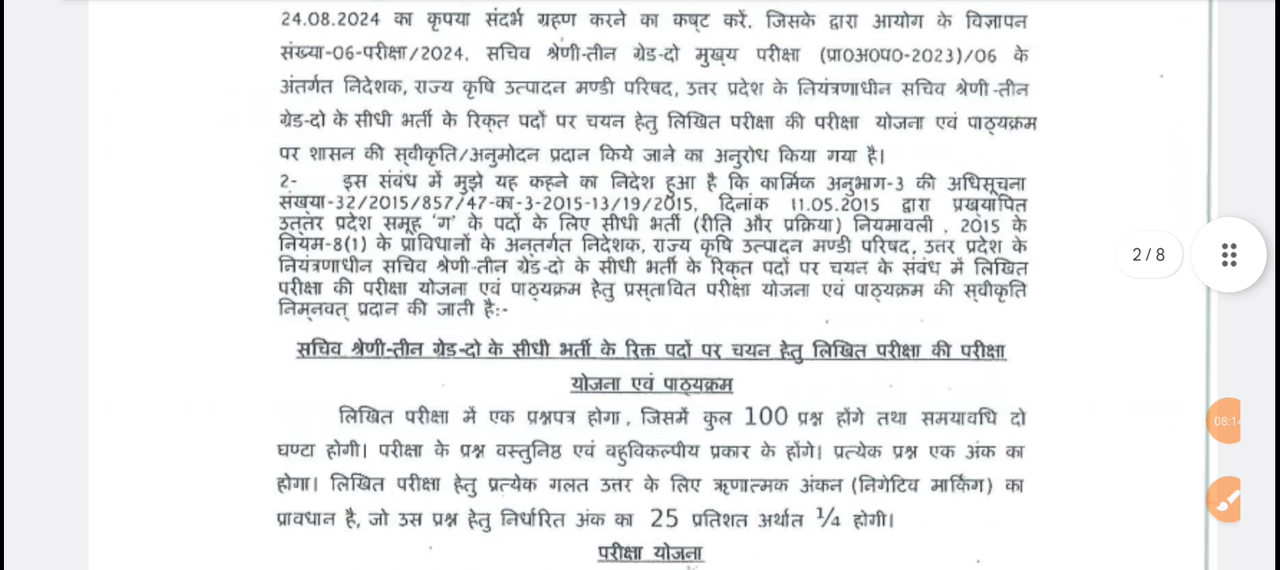 24.08.2024 का कृपया संदर्भ ग्रहण करने का कष्ट करें, जिसके द्वारा आयोग के विज्ञापन
संख्या-06-परीक्षा/2024, सचिव श्रेणी-तीन ग्रेड-दो मुख्य परीक्षा (प्रा0अ0प0-2023)/06 के
अंतर्गत निदेशक, राज्य कृषि उत्पादन मण्डी परिषद, उत्तर प्रदेश के नियंत्रणाधीन सचिव श्रेणी-तीन
ग्रेड-दो के सीधी भर्ती के रिक्त पदों पर चयन हेतु लिखित परीक्षा की परीक्षा योजना एवं पाठ्यक्रम
पर शासन की स्वीकृति/अनुमोदन प्रदान किये जाने का अनुरोध किया गया है।
2- इस संबंध में मुझे यह कहने का निदेश हुआ है कि कार्मिक अनुभाग-3 की अधिसूचना
संख्या-32/2015/857/47-का-3-2015-13/19/2015, दिनांक 11.05.2015 द्वारा प्रख्यापित
उत्तर प्रदेश समूह 'ग' के पदों के लिए सीधी भर्ती (रीति और प्रक्रिया) नियमावली, 2015 के
नियम-8(1) के प्राविधानों के अन्तर्गत निदेशक, राज्य कृषि उत्पादन मण्डी परिषद, उत्तर प्रदेश के
नियंत्रणाधीन सचिव श्रेणी-तीन ग्रेड-दो के सीधी भर्ती के रिक्त पदों पर चयन के संबंध में लिखित
परीक्षा की परीक्षा योजना एवं पाठ्यक्रम हेतु प्रस्तावित परीक्षा योजना एवं पाठ्यक्रम की स्वीकृति
निम्नवत् प्रदान की जाती है:-
सचिव श्रेणी-तीन ग्रेड-दो के सीधी भर्ती के रिक्त पदों पर चयन हेतु लिखित परीक्षा की परीक्षा
योजना एवं पाठ्यक्रम
लिखित परीक्षा में एक प्रश्नपत्र होगा, जिसमें कुल 100 प्रश्न होंगे तथा समयावधि दो
घण्टा होगी। परीक्षा के प्रश्न वस्तुनिष्ठ एवं बहुविकल्पीय प्रकार के होंगे। प्रत्येक प्रश्न एक अंक का
होगा। लिखित परीक्षा हेतु प्रत्येक गलत उत्तर के लिए ऋणात्मक अंकन (निगेटिव मार्किंग) का
प्रावधान है, जो उस प्रश्न हेतु निर्धारित अंक का 25 प्रतिशत अर्थात 1/4 होगी।
परीक्षा योजना
2/8